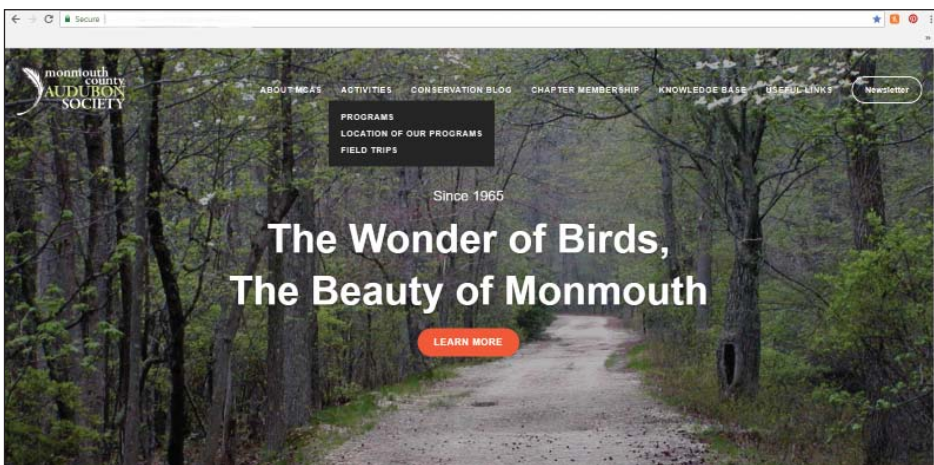 Secure
monmouth
county
AUDUBON
SOCIETY
ABOUT MCAS ACTIVITIES CONSERVATION BLOG CHAPTER MEMBERSHIP KNOWLEDGE BASE USEFUL LINKS Newsletter
PROGRAMS
LOCATION OF OUR PROGRAMS
FIELD TRIPS
Since 1965
The Wonder of Birds,
The Beauty of Monmouth
LEARN MORE